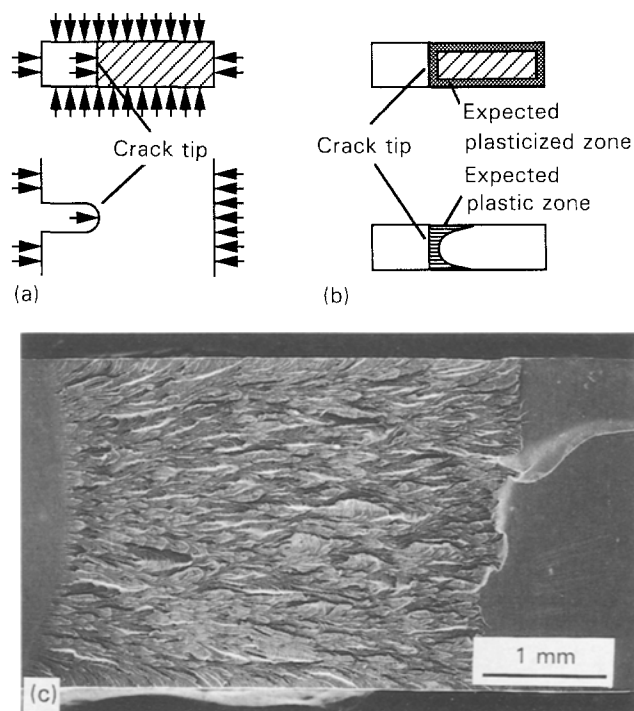 Crack tip
(a)
Expected
plasticized zone
Crack tip
Expected
plastic zone
(b)
(c)
1 mm